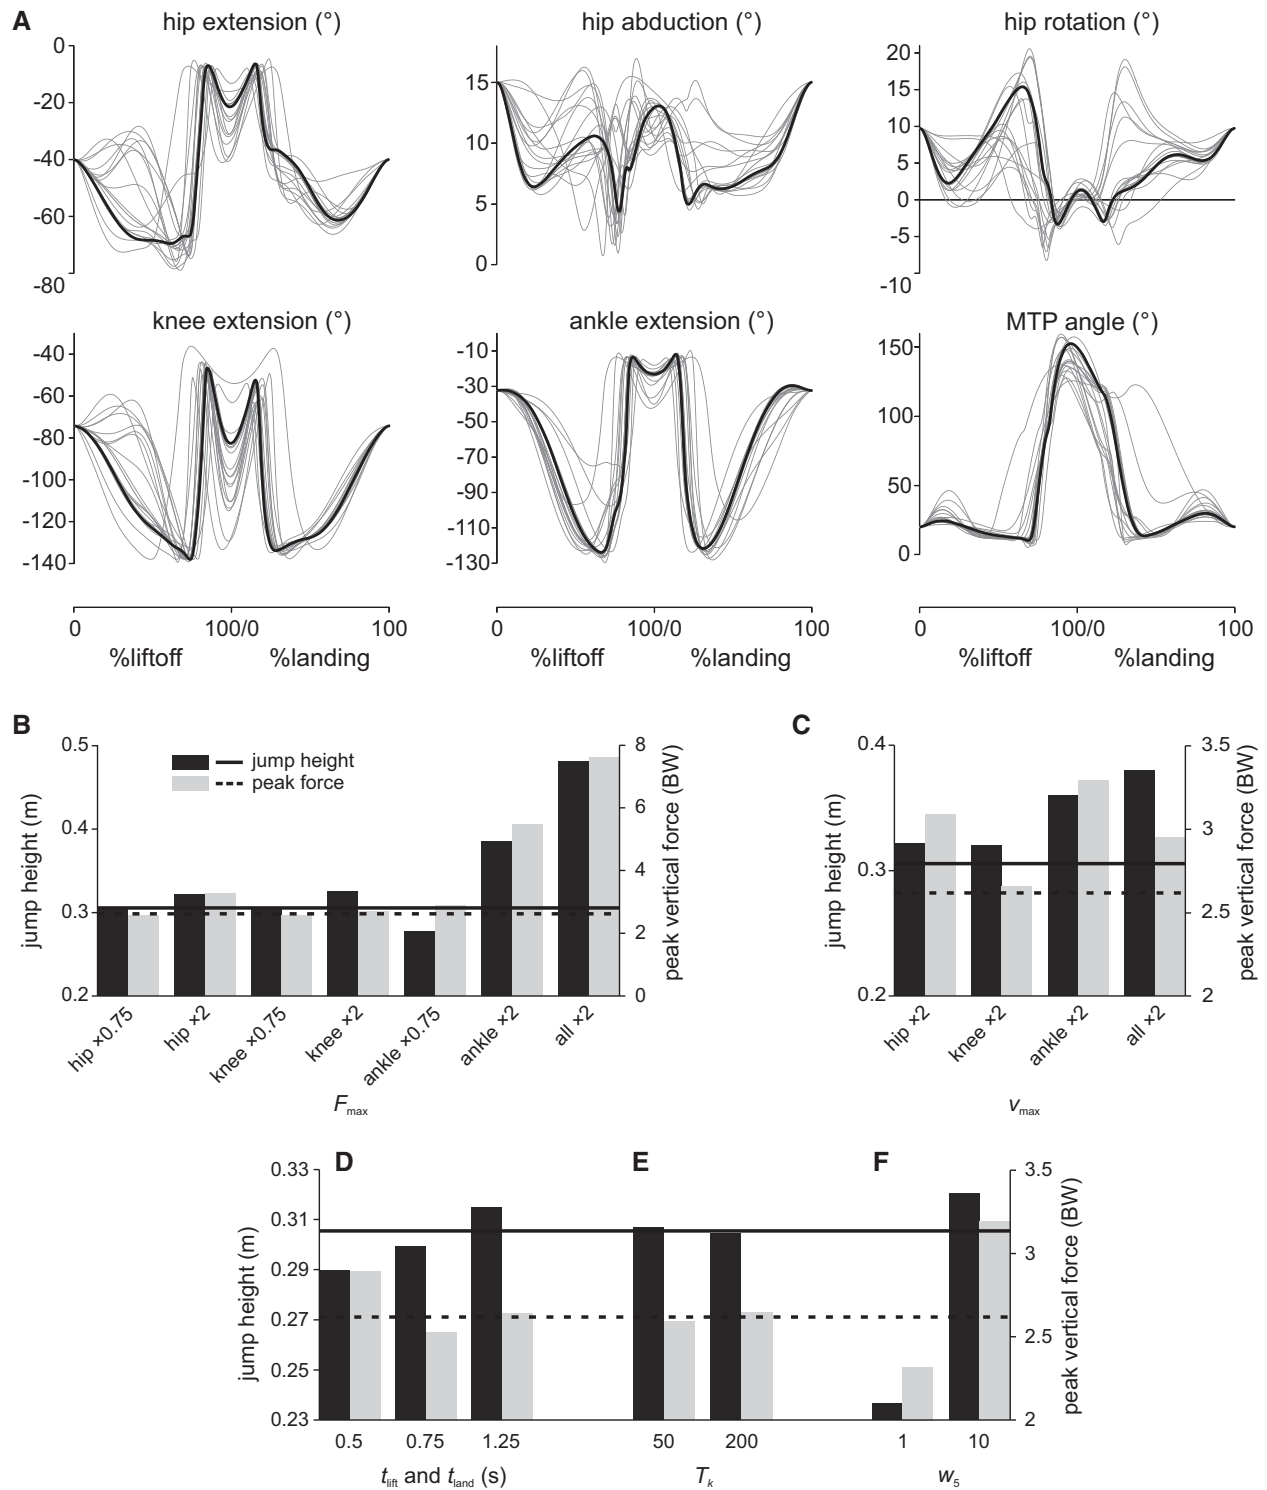 A
hip extension (°)
hip abduction (°)
hip rotation (°)
0
-20
-40
-60
-80
15
10
5
0
20
15
10
5
0
-5
-10
knee extension (°)
ankle extension (°)
MTP angle (°)
-40
-60
-80
-100
-120
-140
-10
-30
-50
-70
-90
-110
-130
150
100
50
0
0 100/0 100
%liftoff %landing
0 100/0 100
%liftoff %landing
0 100/0 100
%liftoff %landing
B
jump height (m)
0.5
0.4
0.3
0.2
jump height
peak force
8
6
4
2
0
peak vertical force (BW)
hip ×0.75
hip ×2
knee ×0.75
knee ×2
ankle ×0.75
ankle ×2
all ×2
Fmax
C
jump height (m)
0.4
0.3
0.2
3.5
3
2.5
2
peak vertical force (BW)
hip ×2
knee ×2
ankle ×2
all ×2
vmax
D
E
F
jump height (m)
0.33
0.31
0.29
0.27
0.25
0.23
3.5
3
2.5
2
peak vertical force (BW)
0.5 0.75 1.25
tlift and tland (s)
50 200
Tk
1 10
w5